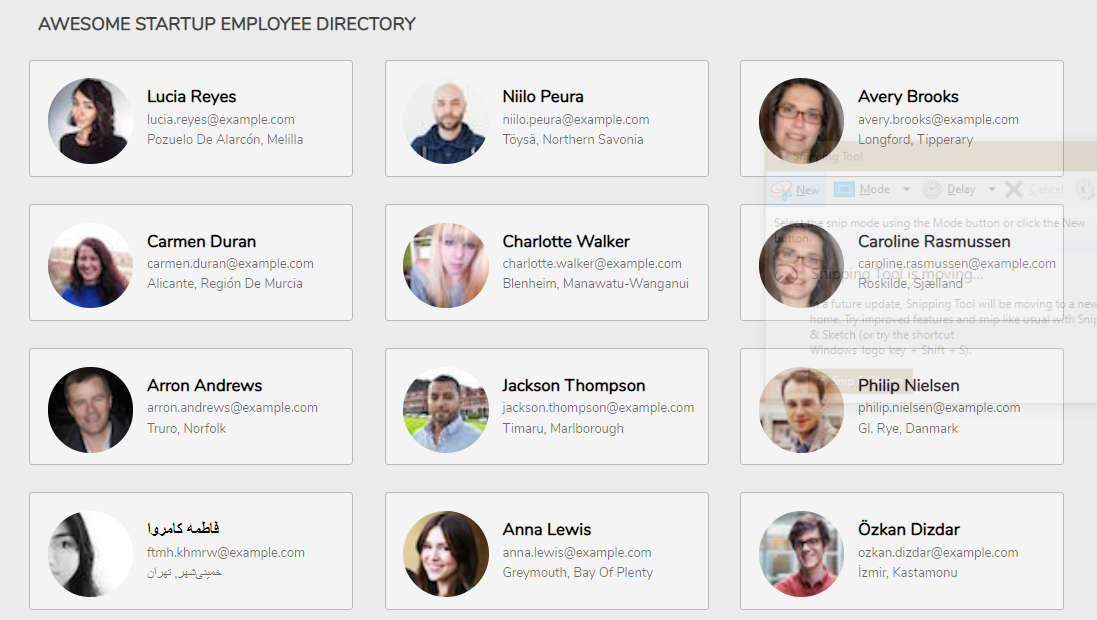 AWESOME STARTUP EMPLOYEE DIRECTORY
Lucia Reyes
lucia.reyes@example.com
Pozuelo De Alarcón, Melilla
Niilo Peura
niilo.peura@example.com
Töysä, Northern Savonia
Avery Brooks
avery.brooks@example.com
Longford, Tipperary
Snipping Tool
New Mode Delay Cancel
Select the snip mode using the Mode button or click the New
button.
Carmen Duran
carmen.duran@example.com
Alicante, Región De Murcia
Charlotte Walker
charlotte.walker@example.com
Blenheim, Manawatu-Wanganui
Caroline Rasmussen
caroline.rasmussen@example.com
Roskilde, Sjælland
Snipping Tool is moving...
In a future update, Snipping Tool will be moving to a new
home. Try improved features and snip like usual with Snip
& Sketch (or try the shortcut
Windows logo key + Shift + S).
Arron Andrews
arron.andrews@example.com
Truro, Norfolk
Jackson Thompson
jackson.thompson@example.com
Timaru, Marlborough
Philip Nielsen
philip.nielsen@example.com
Gl. Rye, Danmark
فاطمه کامروا
ftmh.khmrw@example.com
خمینی‌شهر, تهران
Anna Lewis
anna.lewis@example.com
Greymouth, Bay Of Plenty
Özkan Dizdar
ozkan.dizdar@example.com
İzmir, Kastamonu